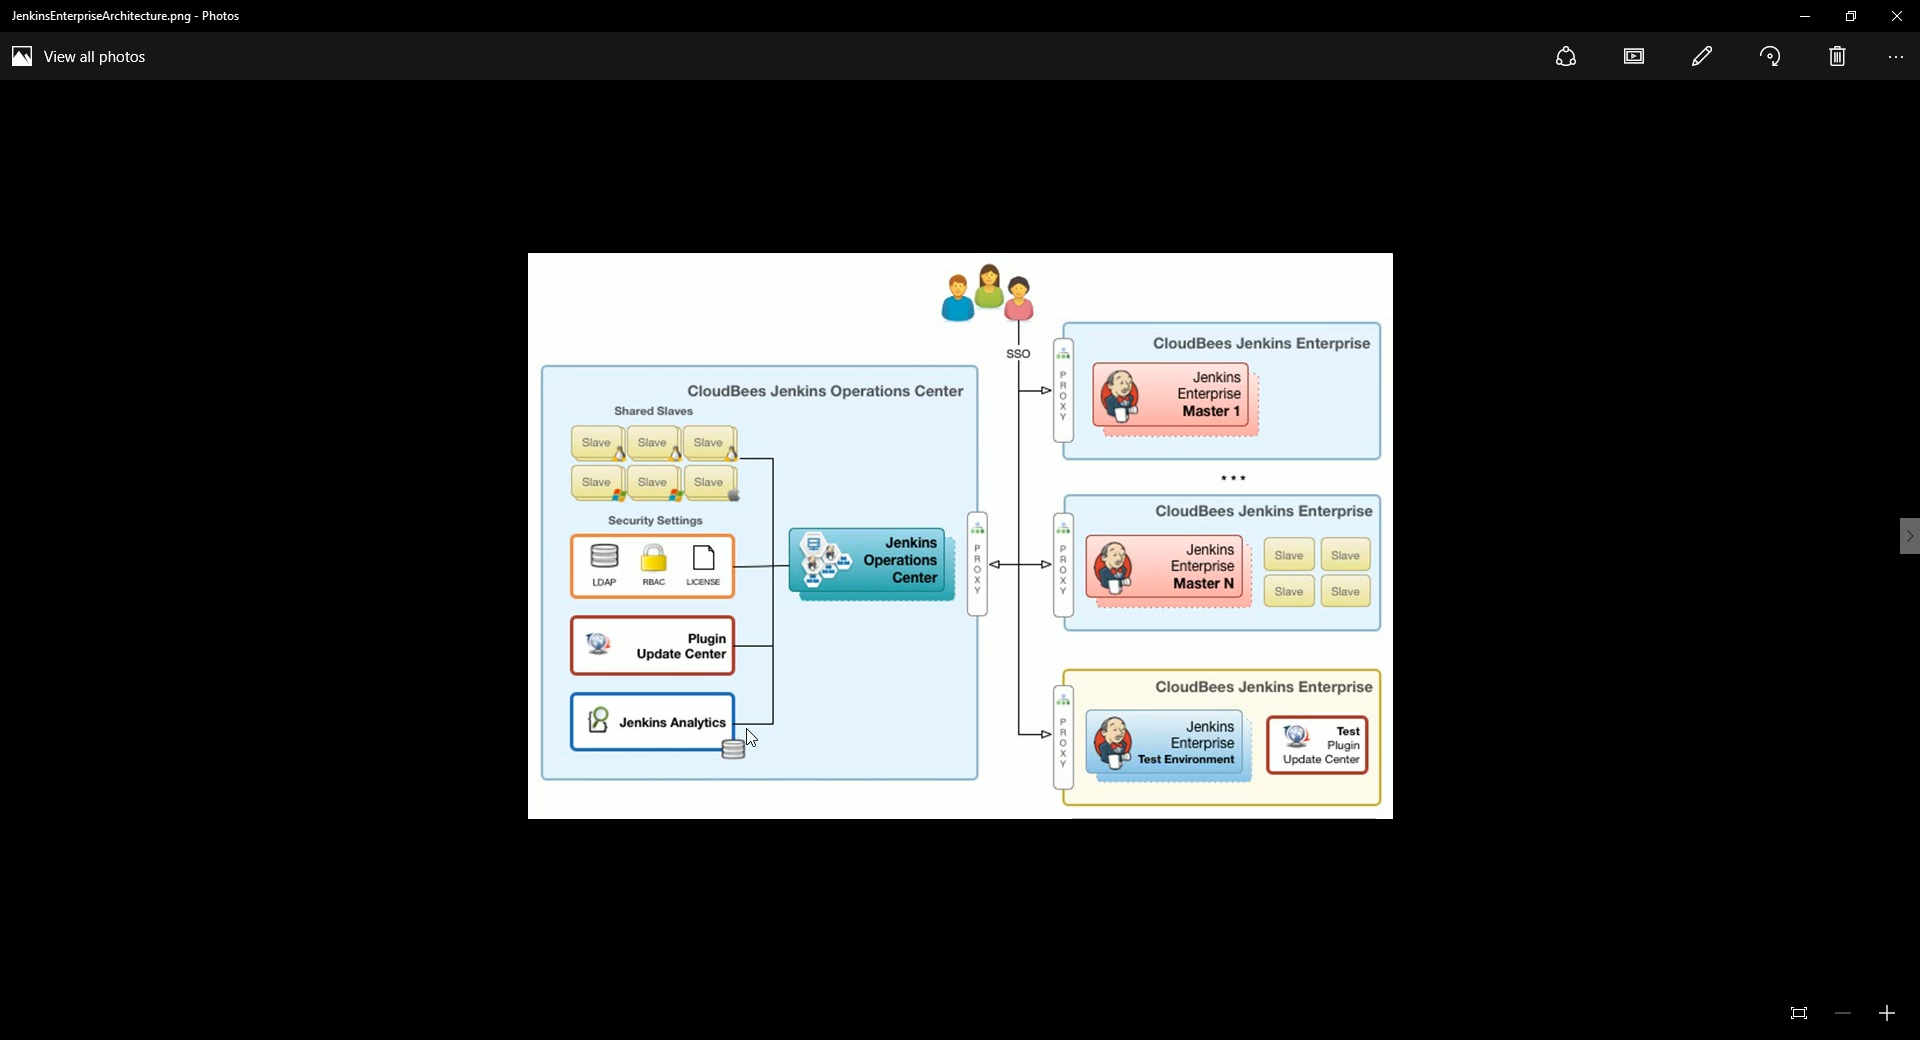 JenkinsEnterpriseArchitecture.png - Photos
View all photos
SSO
CloudBees Jenkins Operations Center
Shared Slaves
Slave Slave Slave
Slave Slave Slave
Security Settings
LDAP RBAC LICENSE
Plugin
Update Center
Jenkins Analytics
Jenkins
Operations
Center
PROXY
CloudBees Jenkins Enterprise
PROXY
Jenkins
Enterprise
Master 1
***
CloudBees Jenkins Enterprise
PROXY
Jenkins
Enterprise
Master N
Slave Slave
Slave Slave
CloudBees Jenkins Enterprise
PROXY
Jenkins
Enterprise
Test Environment
Test
Plugin
Update Center